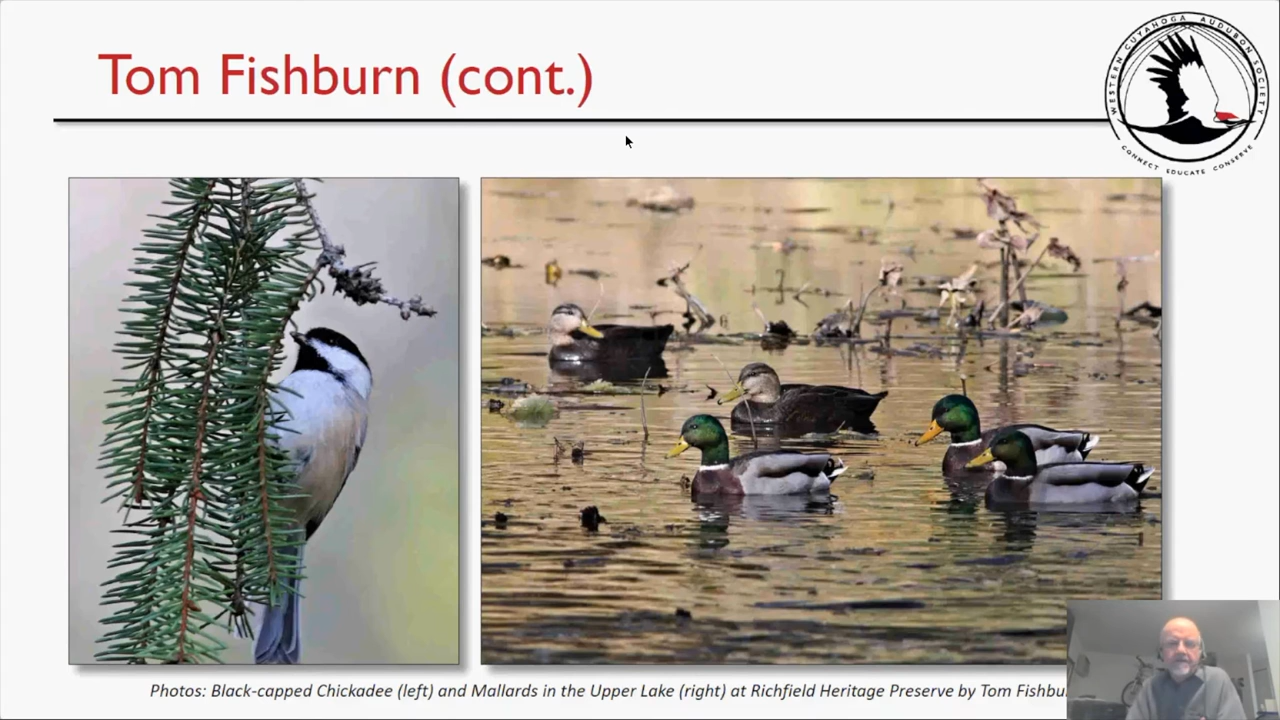 Tom Fishburn (cont.)
WESTERN CUYAHOGA AUDUBON SOCIETY
CONNECT EDUCATE CONSERVE
Photos: Black-capped Chickadee (left) and Mallards in the Upper Lake (right) at Richfield Heritage Preserve by Tom Fishbu